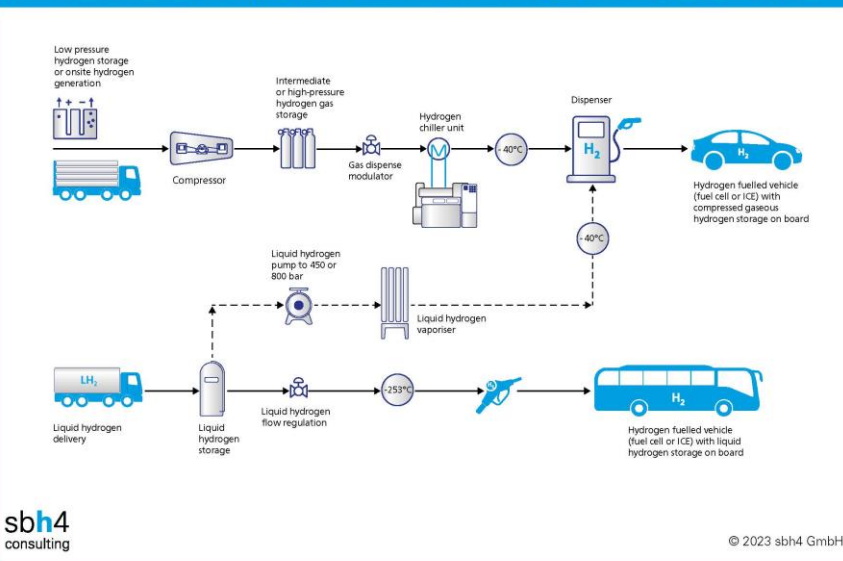 Low pressure
hydrogen storage
or onsite hydrogen
generation
Compressor
Intermediate
or high-pressure
hydrogen gas
storage
Gas dispense
modulator
Hydrogen
chiller unit
- 40°C
Dispenser
H₂
H₂
Hydrogen fuelled vehicle
(fuel cell or ICE) with
compressed gaseous
hydrogen storage on board
- 40°C
Liquid hydrogen
pump to 450 or
800 bar
Liquid hydrogen
vaporiser
LH₂
Liquid hydrogen
delivery
Liquid
hydrogen
storage
Liquid hydrogen
flow regulation
-253°C
H₂
Hydrogen fuelled vehicle
(fuel cell or ICE) with liquid
hydrogen storage on board
sbh4
consulting
© 2023 sbh4 GmbH